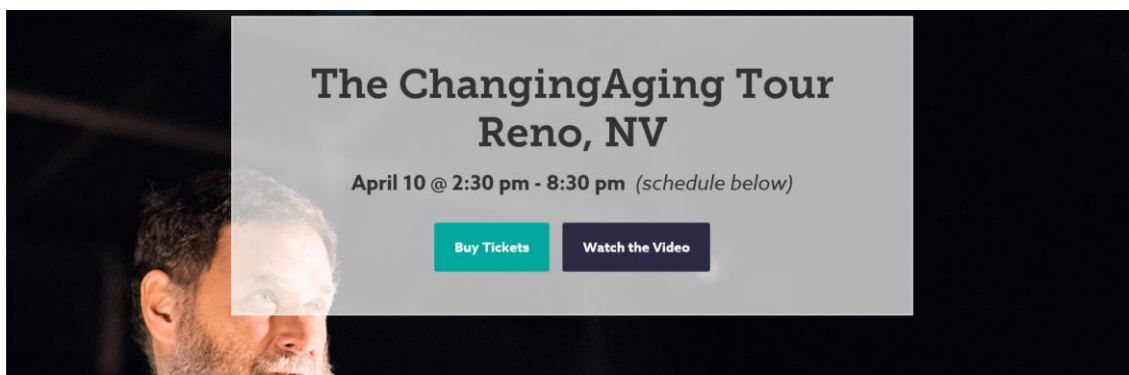 The ChangingAging Tour
Reno, NV
April 10 @ 2:30 pm - 8:30 pm (schedule below)
Buy Tickets
Watch the Video